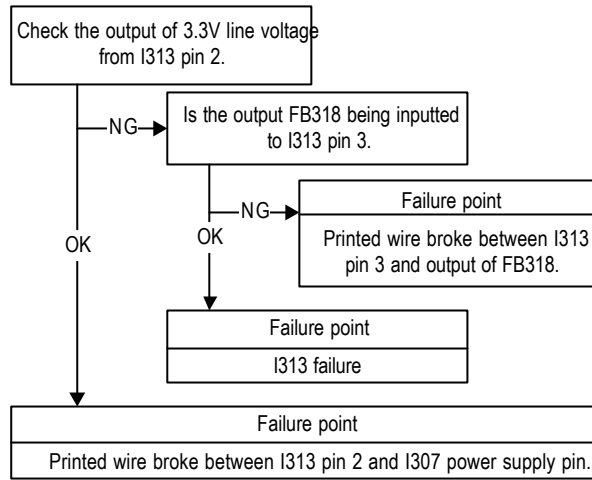 Check the output of 3.3V line voltage
from I313 pin 2.
NG
Is the output FB318 being inputted
to I313 pin 3.
NG
Failure point
Printed wire broke between I313
pin 3 and output of FB318.
OK
OK
Failure point
I313 failure
Failure point
Printed wire broke between I313 pin 2 and I307 power supply pin.